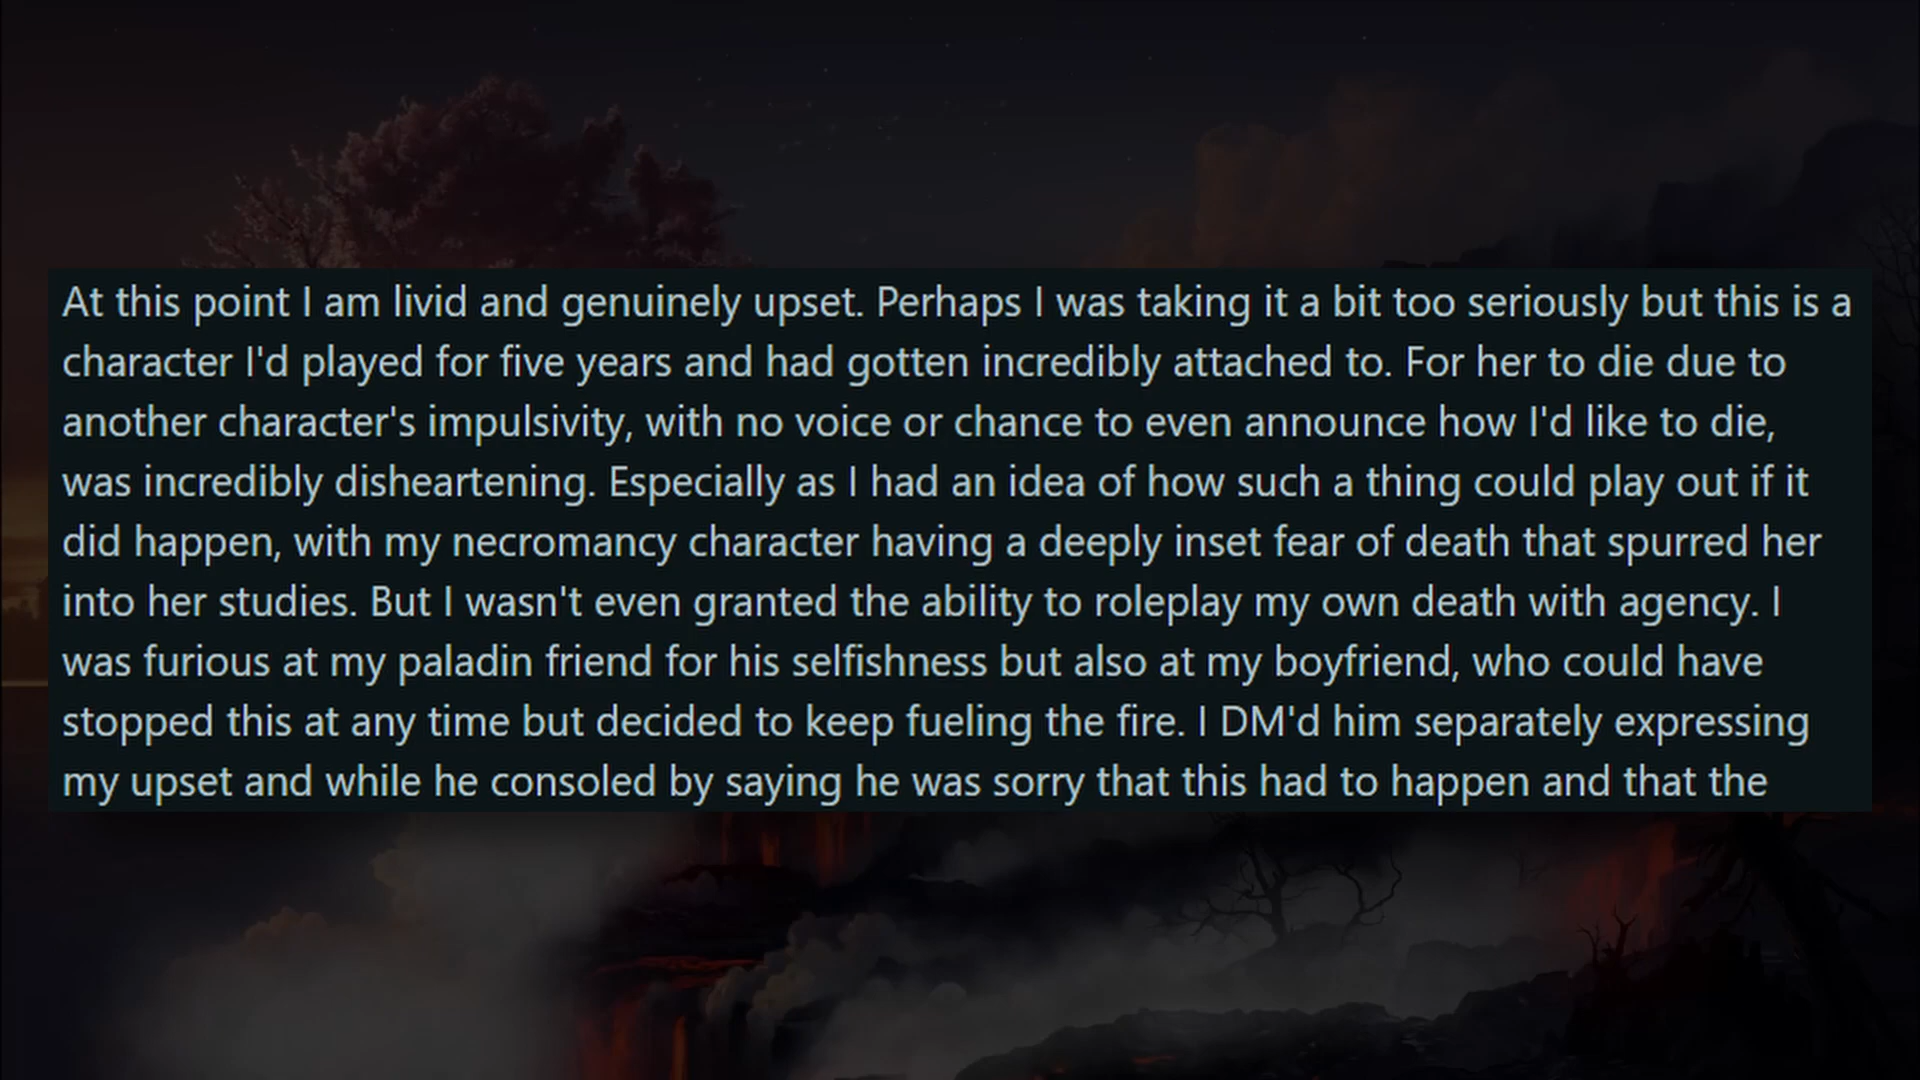 At this point I am livid and genuinely upset. Perhaps I was taking it a bit too seriously but this is a
character I'd played for five years and had gotten incredibly attached to. For her to die due to
another character's impulsivity, with no voice or chance to even announce how I'd like to die,
was incredibly disheartening. Especially as I had an idea of how such a thing could play out if it
did happen, with my necromancy character having a deeply inset fear of death that spurred her
into her studies. But I wasn't even granted the ability to roleplay my own death with agency. I
was furious at my paladin friend for his selfishness but also at my boyfriend, who could have
stopped this at any time but decided to keep fueling the fire. I DM'd him separately expressing
my upset and while he consoled by saying he was sorry that this had to happen and that the